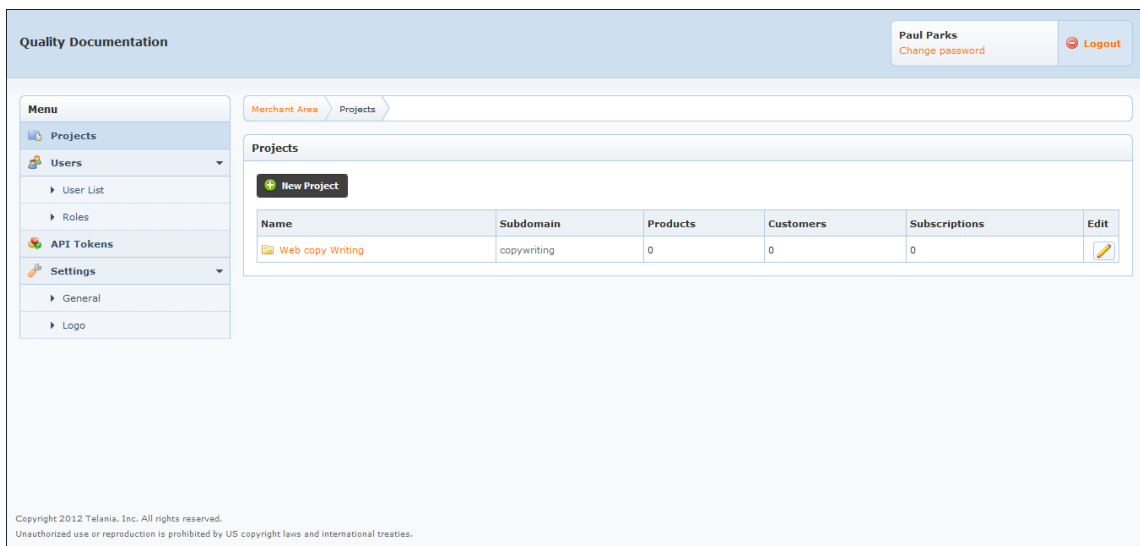 Quality Documentation
Paul Parks
Change password
Logout
Menu
Projects
Users
User List
Roles
API Tokens
Settings
General
Logo
Merchant Area Projects
Projects
New Project
Name Subdomain Products Customers Subscriptions Edit
Web copy Writing copywriting 0 0 0
Copyright 2012 Telania, Inc. All rights reserved.
Unauthorized use or reproduction is prohibited by US copyright laws and international treaties.